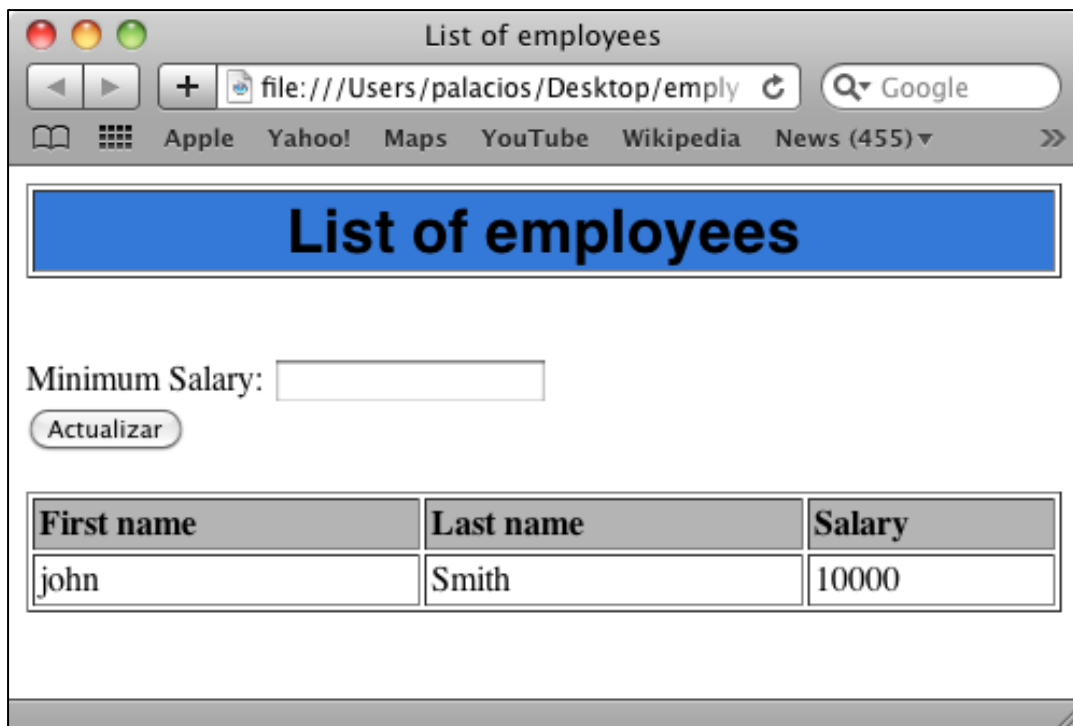 List of employees
file:///Users/palacios/Desktop/emply
Google
Apple Yahoo! Maps YouTube Wikipedia News (455)
List of employees
Minimum Salary:
Actualizar
First name Last name Salary
john Smith 10000